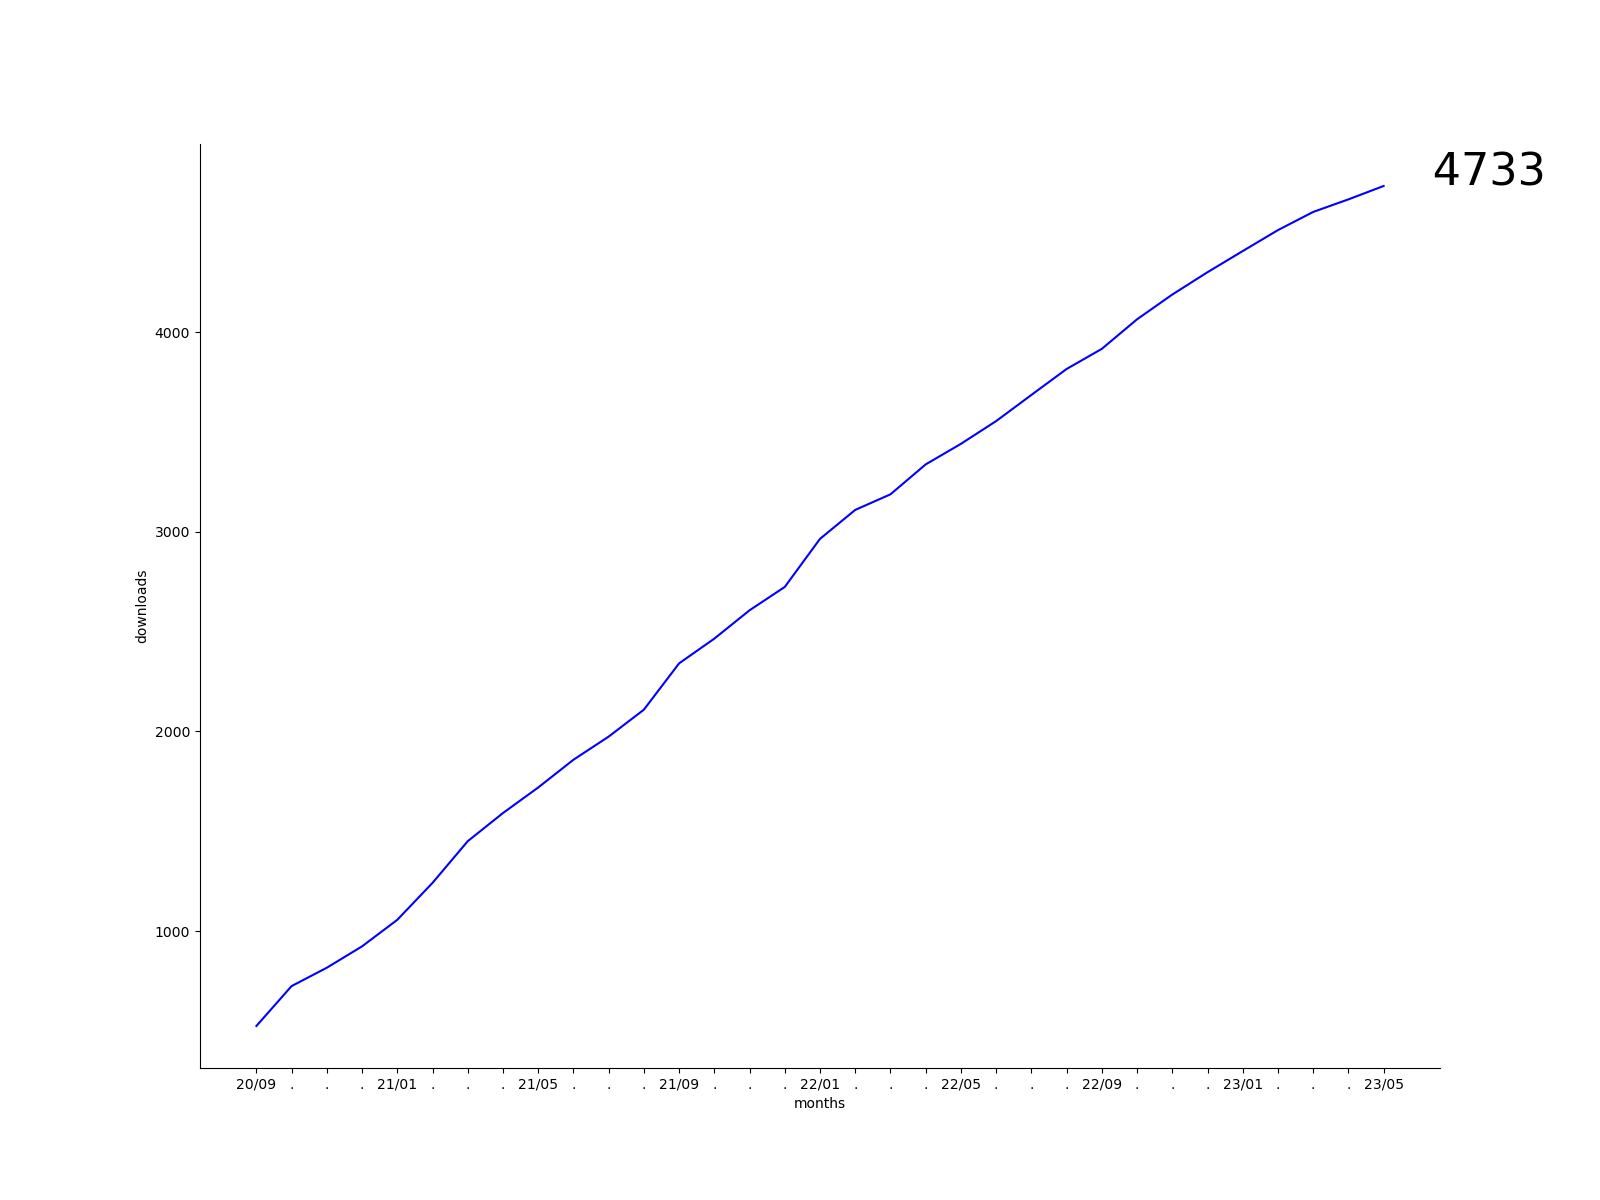 4733
4000
3000
2000
1000
downloads
20/09 . . . 21/01 . . . 21/05 . . . 21/09 . . . 22/01 . . . 22/05 . . . 22/09 . . . 23/01 . . . 23/05
months